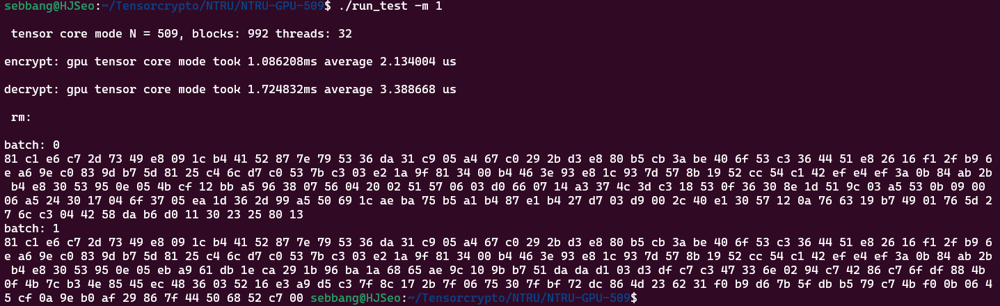 sebbang@HJSeo:~/Tensorcrypto/NTRU/NTRU-GPU-509$ ./run_test -m 1
tensor core mode N = 509, blocks: 992 threads: 32
encrypt: gpu tensor core mode took 1.086208ms average 2.134004 us
decrypt: gpu tensor core mode took 1.724832ms average 3.388668 us
rm:
batch: 0
81 c1 e6 c7 2d 73 49 e8 09 1c b4 41 52 87 7e 79 53 36 da 31 c9 05 a4 67 c0 29 2b d3 e8 80 b5 cb 3a be 40 6f 53 c3 36 44 51 e8 26 16 f1 2f b9 6
e a6 9e c0 83 9d b7 5d 81 25 c4 6c d7 c0 53 7b c3 03 e2 1a 9f 81 34 00 b4 46 3e 93 e8 1c 93 7d 57 8b 19 52 cc 54 c1 42 ef e4 ef 3a 0b 84 ab 2b
b4 e8 30 53 95 0e 05 4b cf 12 bb a5 96 38 07 56 04 20 02 51 57 06 03 d0 66 07 14 a3 37 4c 3d c3 18 53 0f 36 30 8e 1d 51 9c 03 a5 53 0b 09 00
06 a5 24 30 17 04 6f 37 05 ea 1d 36 2d 99 a5 50 69 1c ae ba 75 b5 a1 b4 87 e1 b4 27 d7 03 d9 00 2c 40 e1 30 57 12 0a 76 63 19 b7 49 01 76 5d 2
7 6c c3 04 42 58 da b6 d0 11 30 23 25 80 13
batch: 1
81 c1 e6 c7 2d 73 49 e8 09 1c b4 41 52 87 7e 79 53 36 da 31 c9 05 a4 67 c0 29 2b d3 e8 80 b5 cb 3a be 40 6f 53 c3 36 44 51 e8 26 16 f1 2f b9 6
e a6 9e c0 83 9d b7 5d 81 25 c4 6c d7 c0 53 7b c3 03 e2 1a 9f 81 34 00 b4 46 3e 93 e8 1c 93 7d 57 8b 19 52 cc 54 c1 42 ef e4 ef 3a 0b 84 ab 2b
b4 e8 30 53 95 0e 05 eb a9 61 db 1e ca 29 1b 96 ba 1a 68 65 ae 9c 10 9b b7 51 da da d1 03 d3 df c7 c3 47 33 6e 02 94 c7 42 86 c7 6f df 88 4b
0f 4b 7c b3 4e 85 45 ec 48 36 03 52 16 e3 a9 d5 c3 7f 8c 17 2b 7f 06 75 30 7f bf 72 dc 86 4d 23 62 31 f0 b9 d6 7b 5f db b5 79 c7 4b f0 0b 06 4
5 cf 0a 9e b0 af 29 86 7f 44 50 68 52 c7 00 sebbang@HJSeo:~/Tensorcrypto/NTRU/NTRU-GPU-509$